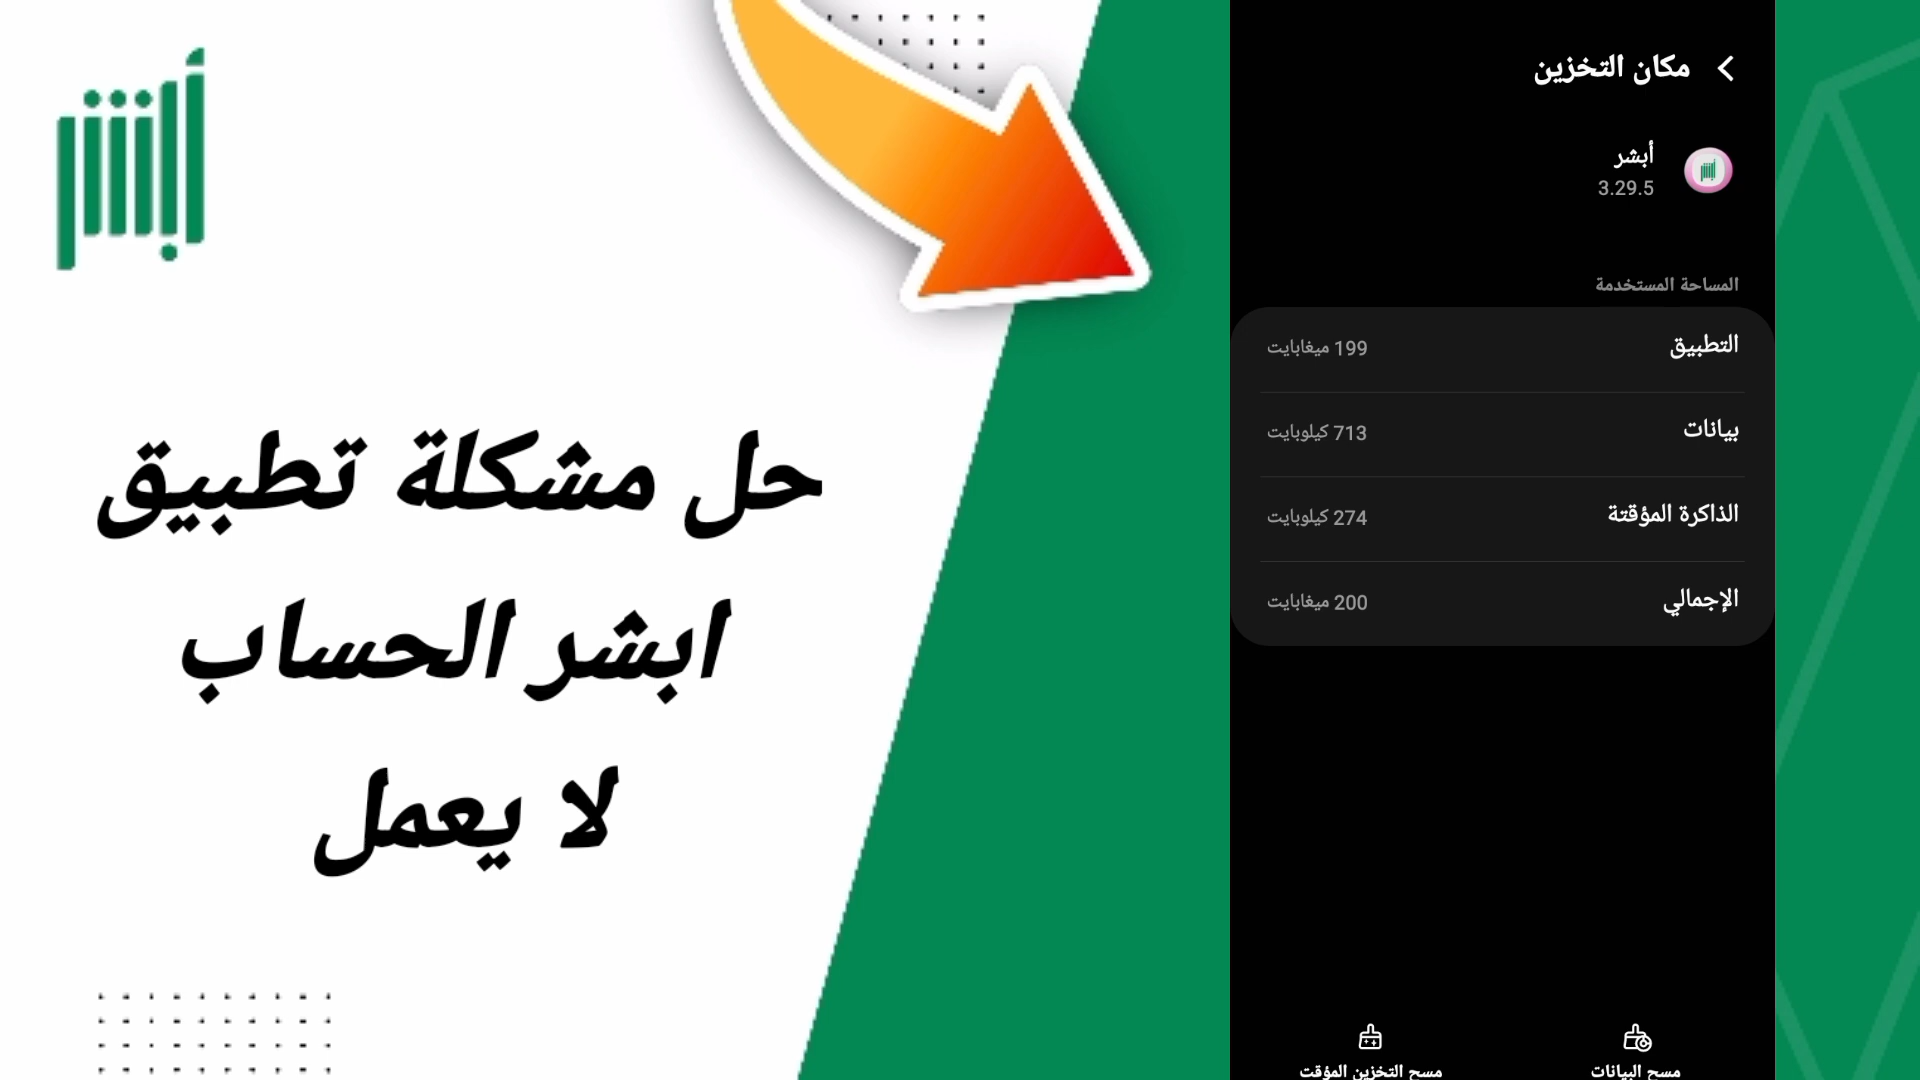 أبشر
حل مشكلة تطبيق
ابشر الحساب
لا يعمل
مكان التخزين
أبشر
3.29.5
المساحة المستخدمة
التطبيق 199 ميغابايت
بيانات 713 كيلوبايت
الذاكرة المؤقتة 274 كيلوبايت
الإجمالي 200 ميغابايت
مسح البيانات مسح التخزين المؤقت